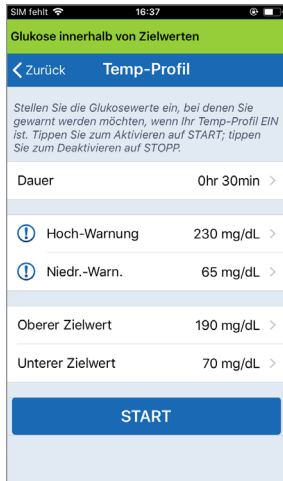 SIM fehlt 16:37
Glukose innerhalb von Zielwerten
Zurück Temp-Profil
Stellen Sie die Glukosewerte ein, bei denen Sie
gewarnt werden möchten, wenn Ihr Temp-Profil EIN
ist. Tippen Sie zum Aktivieren auf START; tippen
Sie zum Deaktivieren auf STOPP.
Dauer 0hr 30min
Hoch-Warnung 230 mg/dL
Niedr.-Warn. 65 mg/dL
Oberer Zielwert 190 mg/dL
Unterer Zielwert 70 mg/dL
START